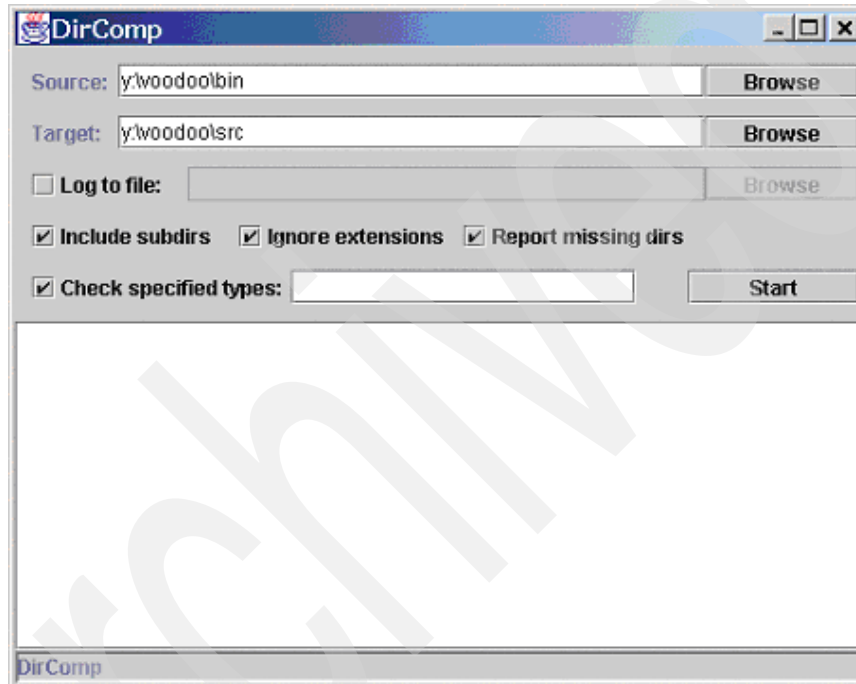 DirComp
Source: y:\voodoo\bin Browse
Target: y:\voodoo\src Browse
Log to file: Browse
Include subdirs Ignore extensions Report missing dirs
Check specified types: Start
DirComp